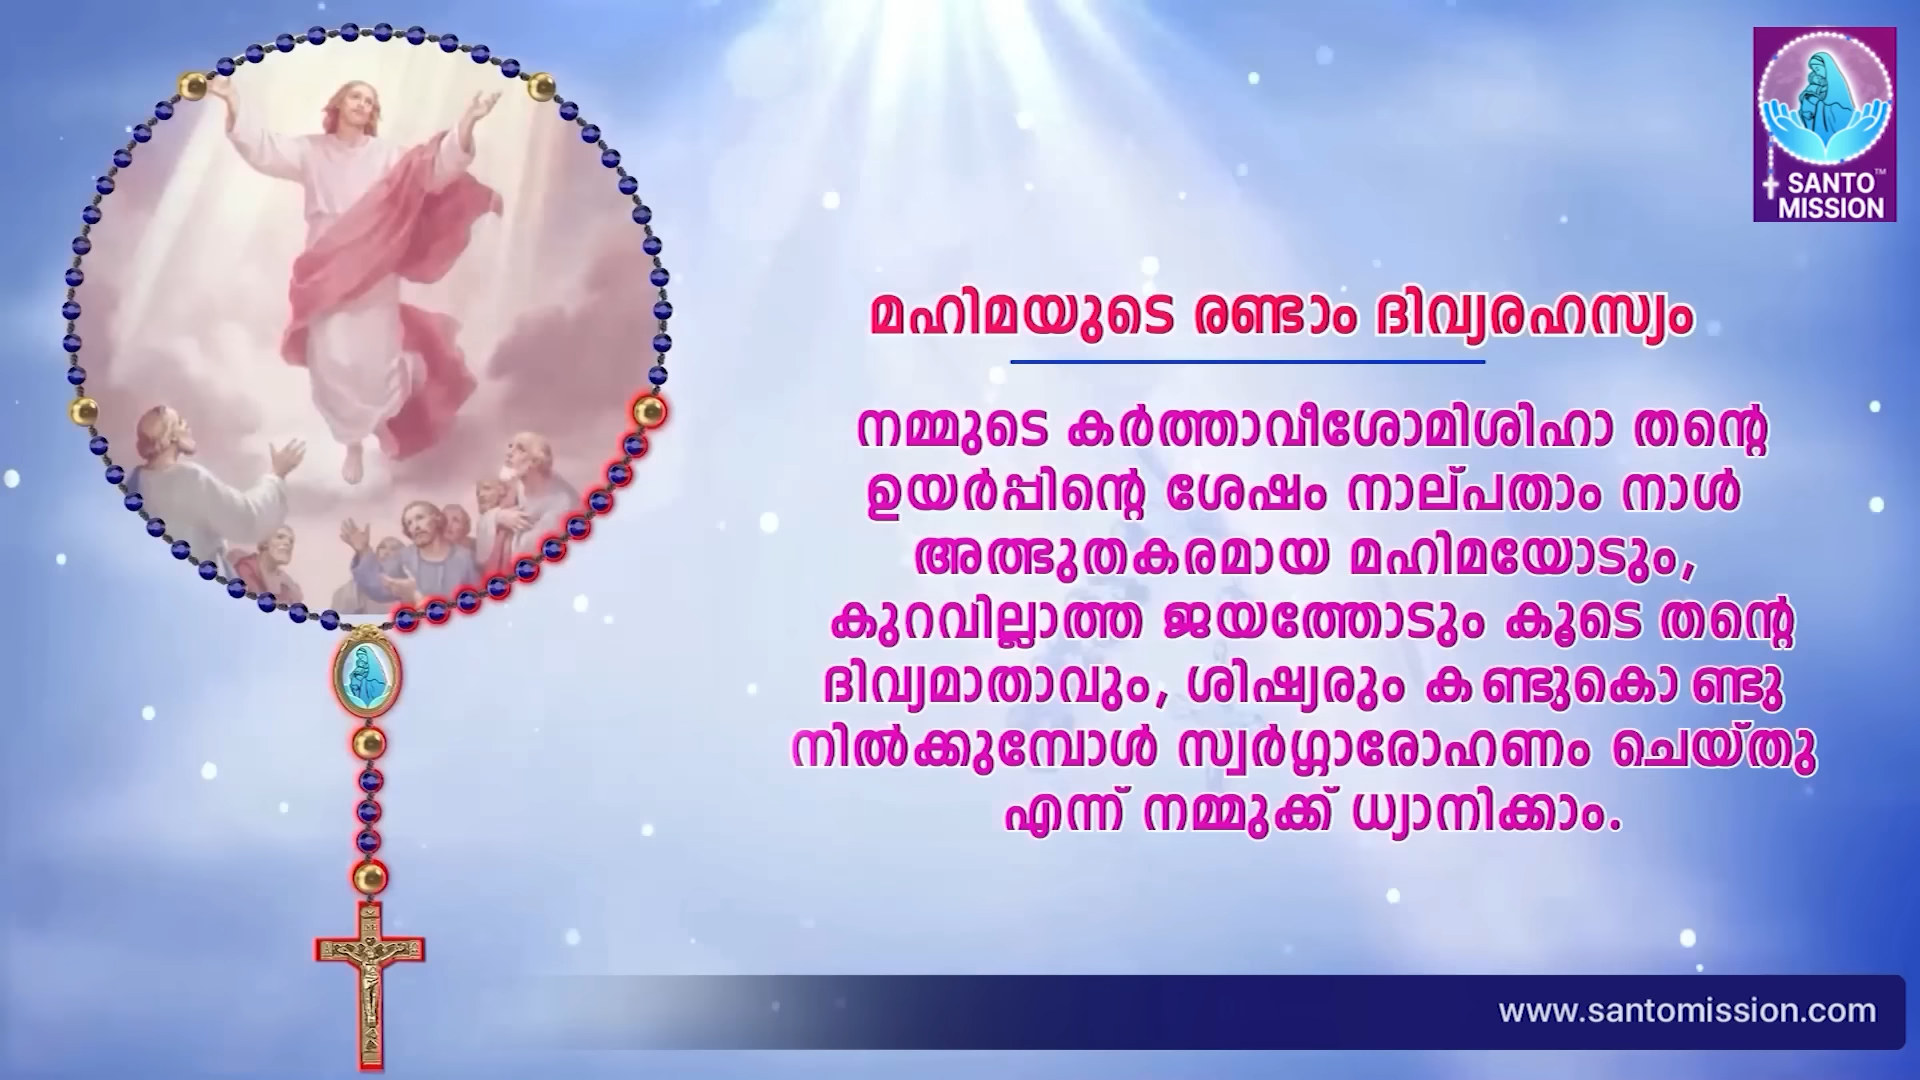 SANTO™
MISSION
മഹിമയുടെ രണ്ടാം ദിവ്യരഹസ്യം
നമ്മുടെ കർത്താവീശോമിശിഹാ തന്റെ
ഉയർപ്പിന്റെ ശേഷം നാല്പതാം നാൾ
അത്ഭുതകരമായ മഹിമയോടും,
കുറവില്ലാത്ത ജയത്തോടും കൂടെ തന്റെ
ദിവ്യമാതാവും, ശിഷ്യരും കണ്ടുകൊണ്ടു
നിൽക്കുമ്പോൾ സ്വർഗ്ഗാരോഹണം ചെയ്തു
എന്ന് നമ്മുക്ക് ധ്യാനിക്കാം.
www.santomission.com